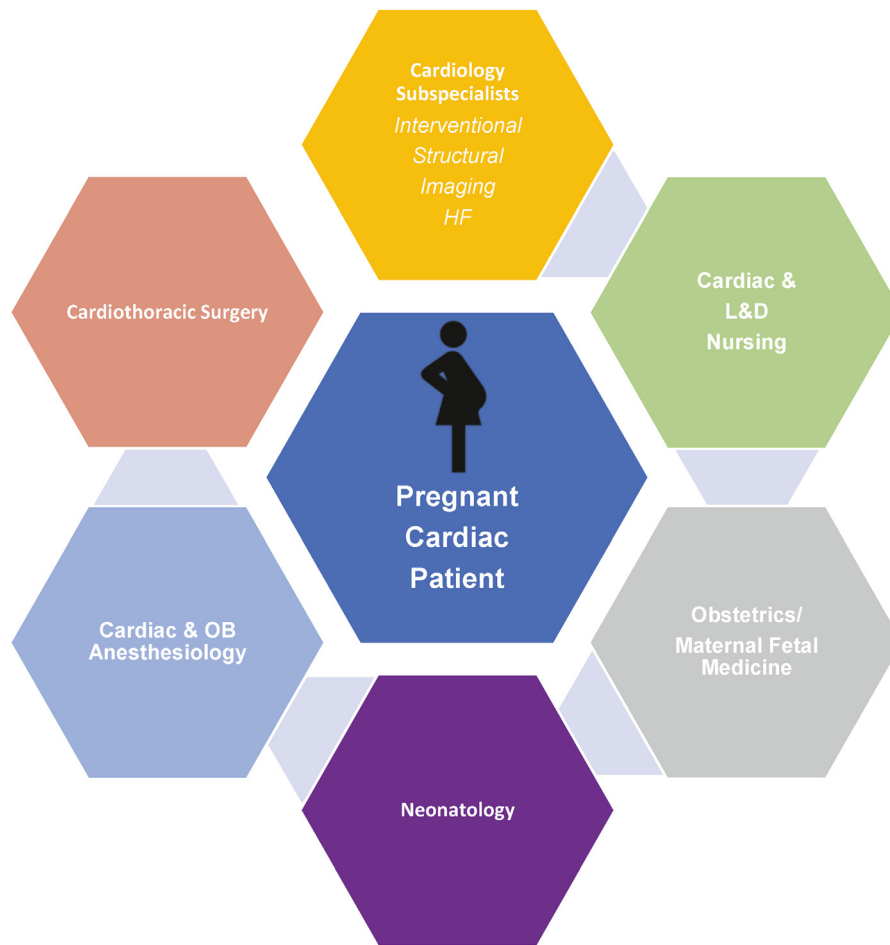 Cardiology
Subspecialists
Interventional
Structural
Imaging
HF
Cardiothoracic Surgery
Cardiac &
L&D
Nursing
Pregnant
Cardiac
Patient
Cardiac & OB
Anesthesiology
Obstetrics/
Maternal Fetal
Medicine
Neonatology